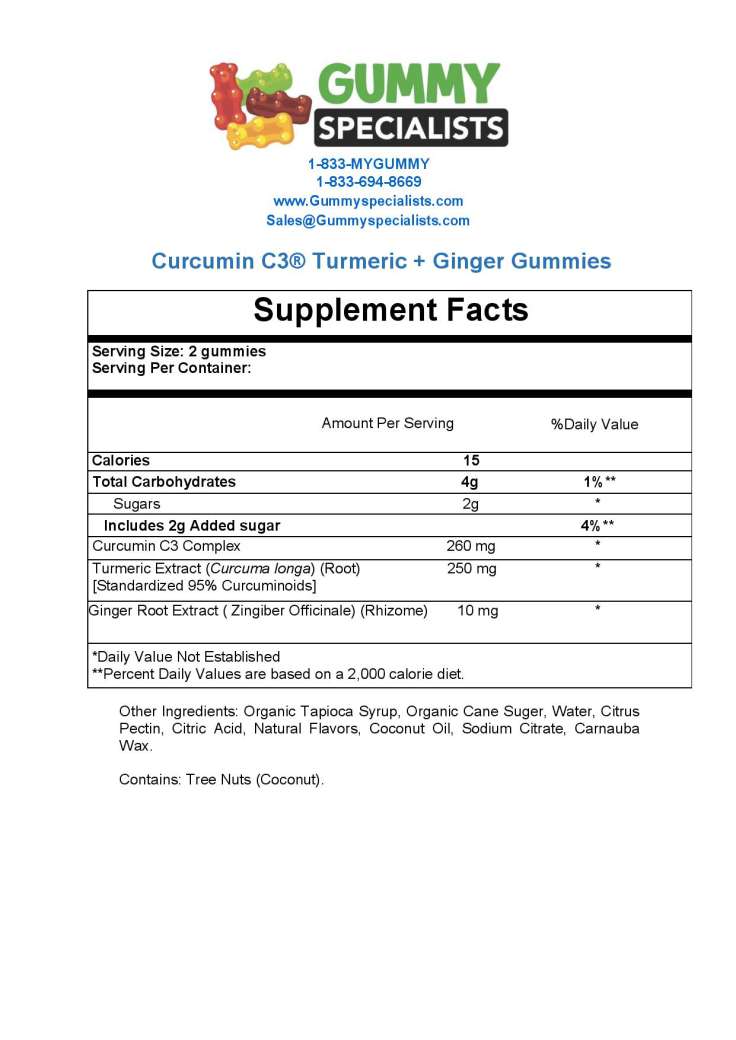 GUMMY
SPECIALISTS
1-833-MYGUMMY
1-833-694-8669
www.Gummyspecialists.com
Sales@Gummyspecialists.com
Curcumin C3® Turmeric + Ginger Gummies
Supplement Facts
Serving Size: 2 gummies
Serving Per Container:
Amount Per Serving %Daily Value
Calories 15
Total Carbohydrates 4g 1%**
Sugars 2g *
Includes 2g Added sugar 4%**
Curcumin C3 Complex 260 mg *
Turmeric Extract (Curcuma longa) (Root) 250 mg *
[Standardized 95% Curcuminoids]
Ginger Root Extract ( Zingiber Officinale) (Rhizome) 10 mg *
*Daily Value Not Established
**Percent Daily Values are based on a 2,000 calorie diet.
Other Ingredients: Organic Tapioca Syrup, Organic Cane Suger, Water, Citrus
Pectin, Citric Acid, Natural Flavors, Coconut Oil, Sodium Citrate, Carnauba
Wax.
Contains: Tree Nuts (Coconut).